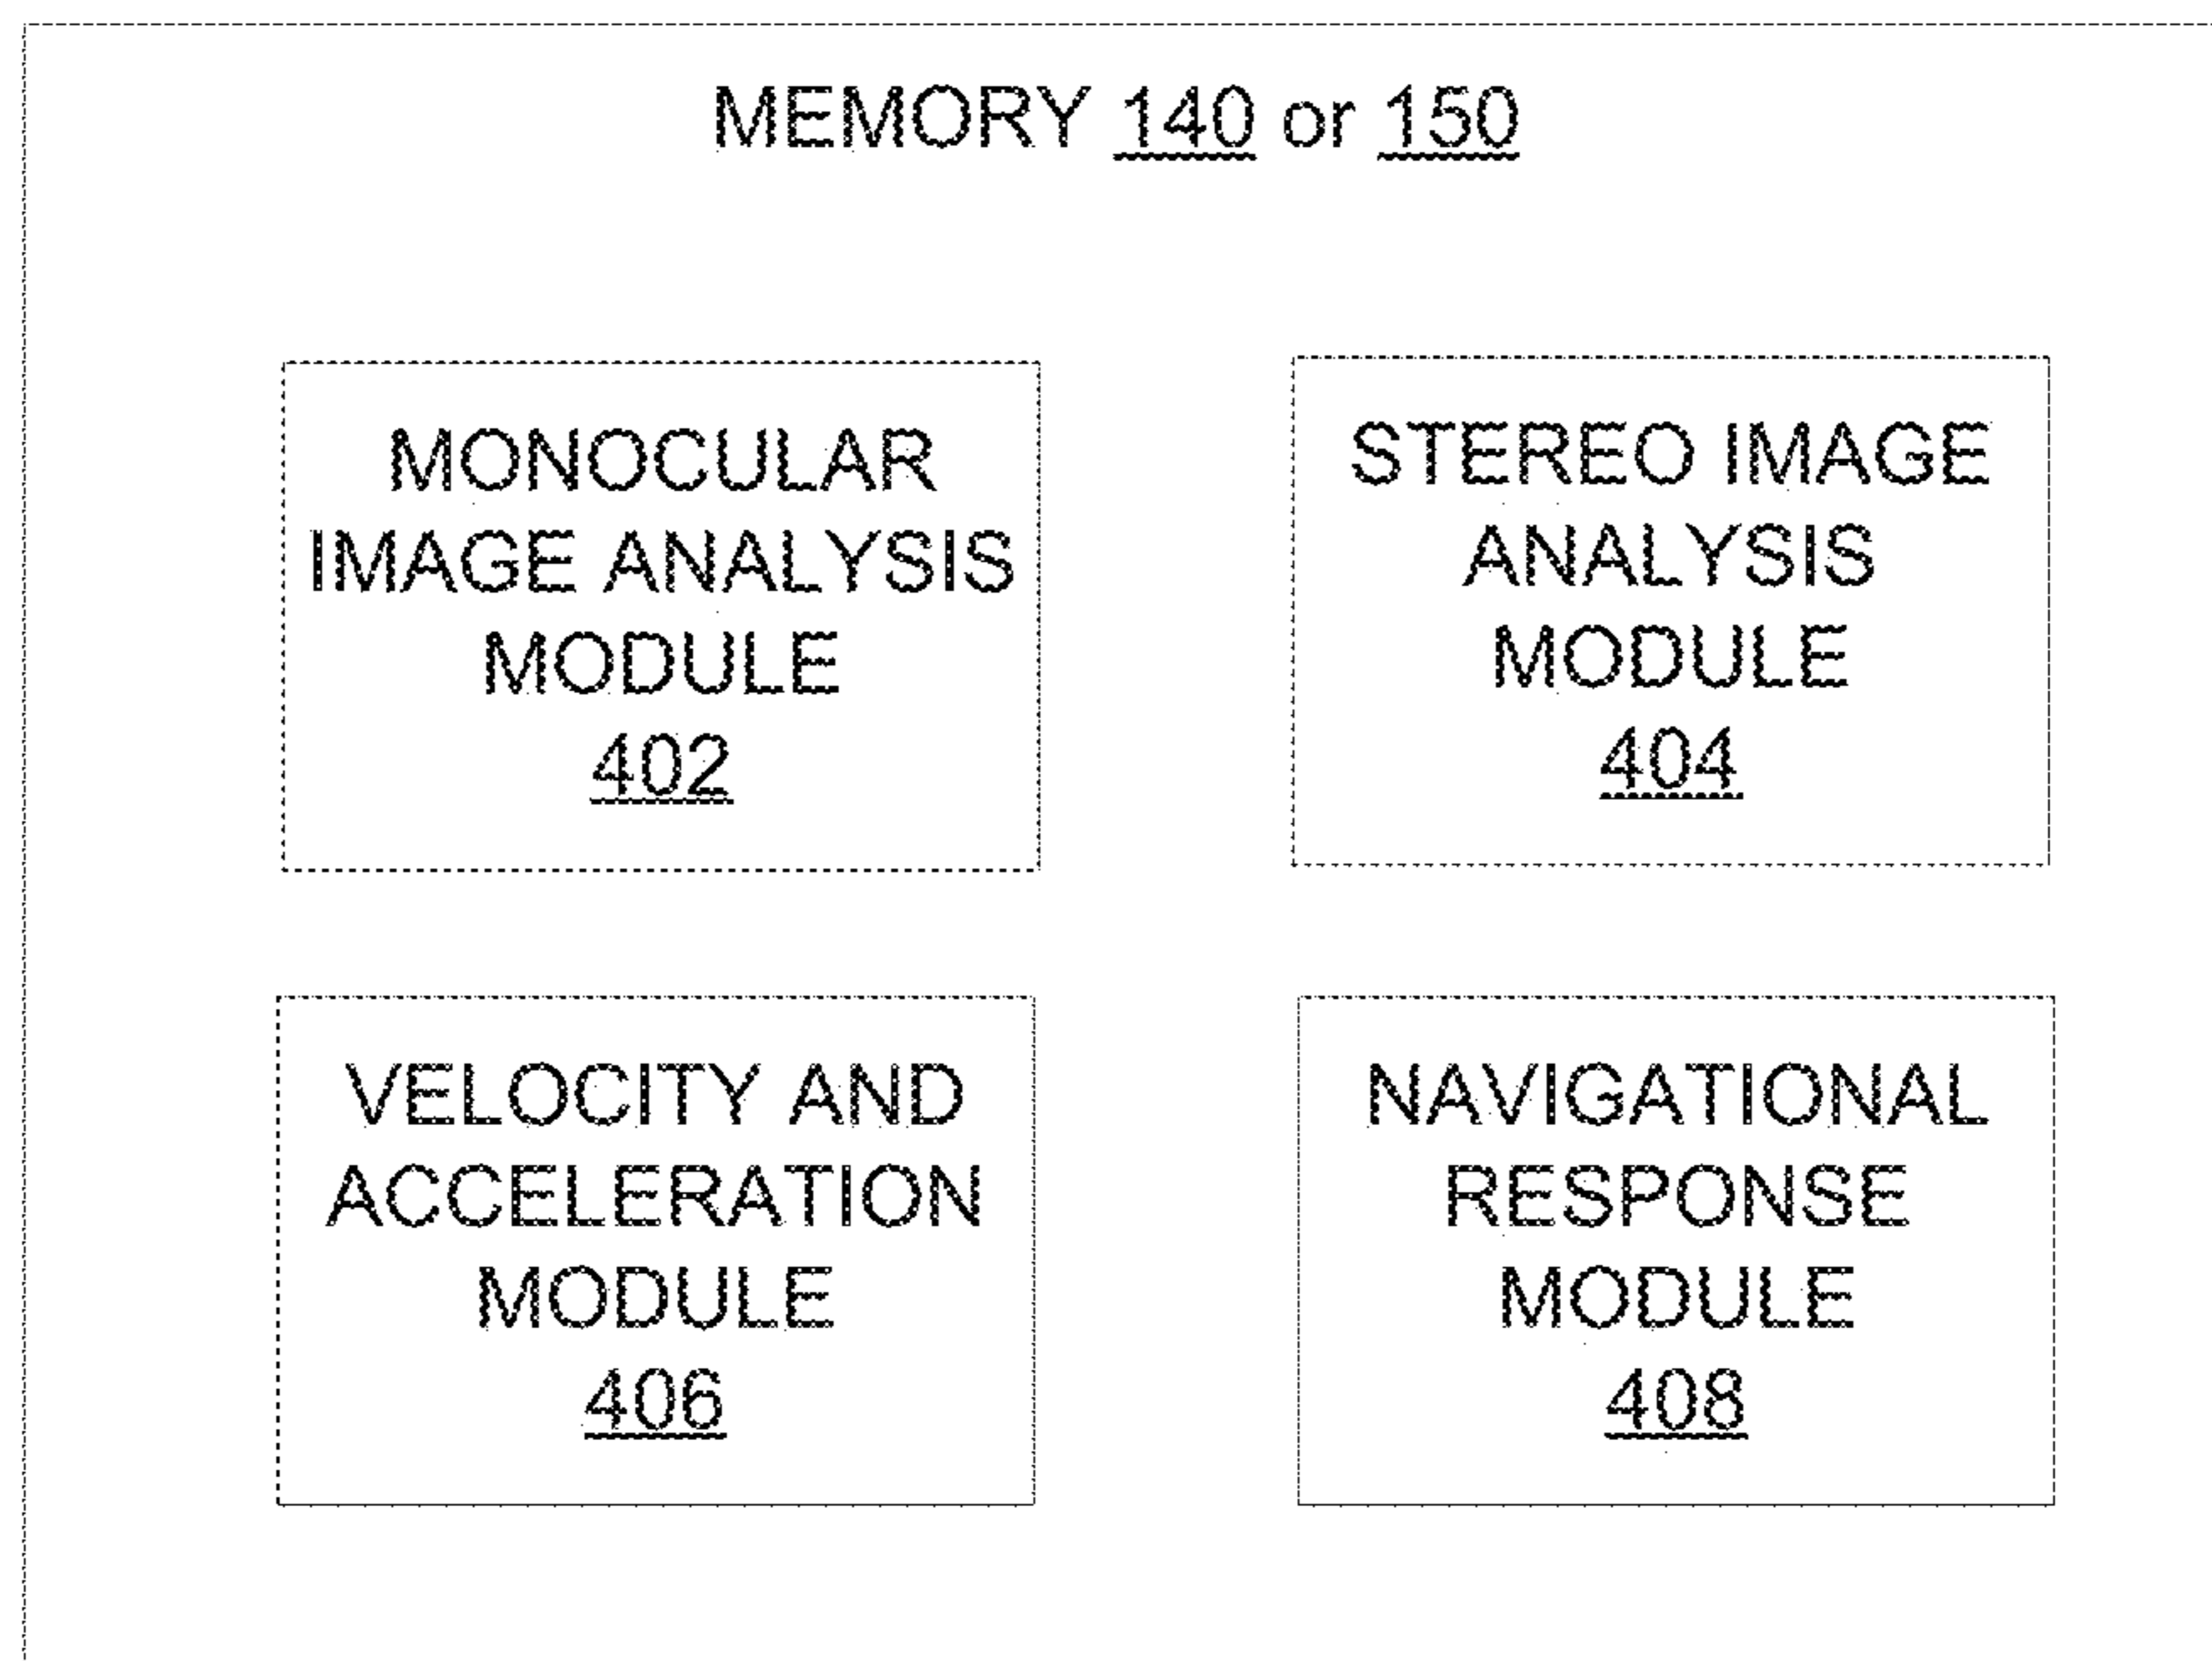 MEMORY 140 or 150
MONOCULAR
IMAGE ANALYSIS
MODULE
402
STEREO IMAGE
ANALYSIS
MODULE
404
VELOCITY AND
ACCELERATION
MODULE
406
NAVIGATIONAL
RESPONSE
MODULE
408